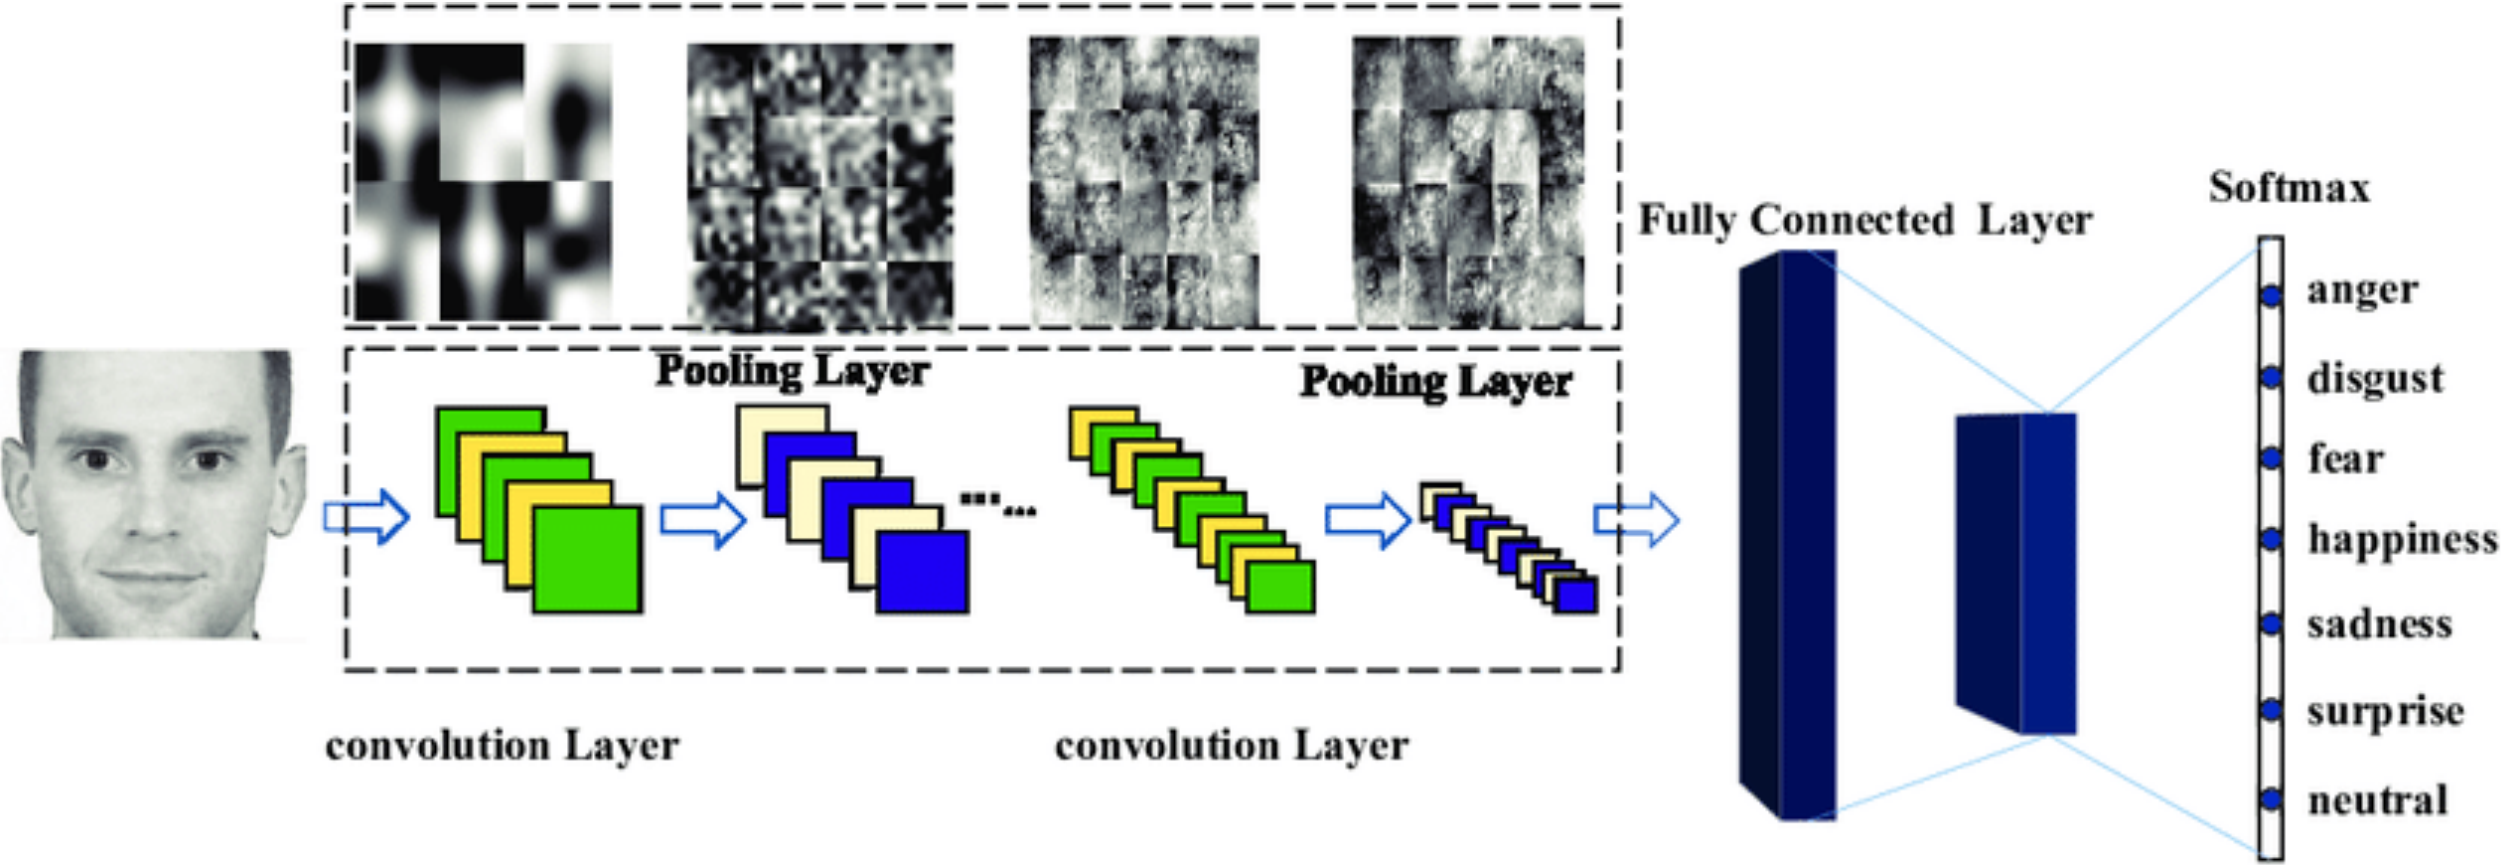 Pooling Layer
Pooling Layer
convolution Layer
convolution Layer
Fully Connected Layer
Softmax
anger
disgust
fear
happiness
sadness
surprise
neutral